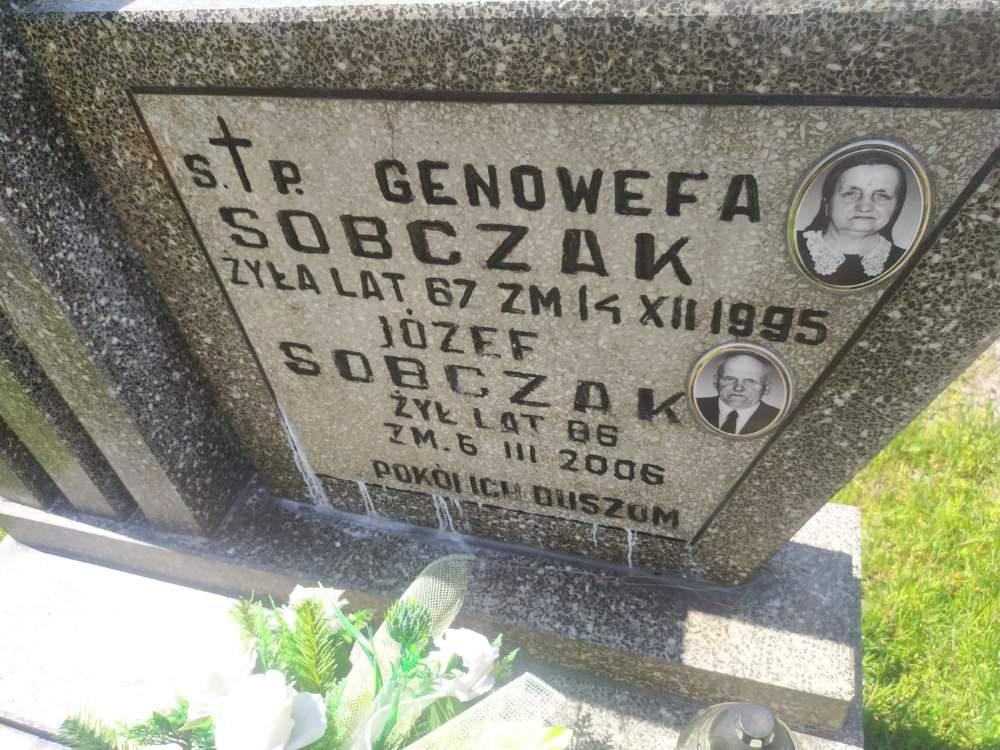 Ś.†P. GENOWEFA
SOBCZAK
ŻYŁA LAT 67 ZM 14 XII 1995
JÓZEF
SOBCZAK
ŻYŁ LAT 86
ZM. 6 III 2006
POKÓJ ICH DUSZOM